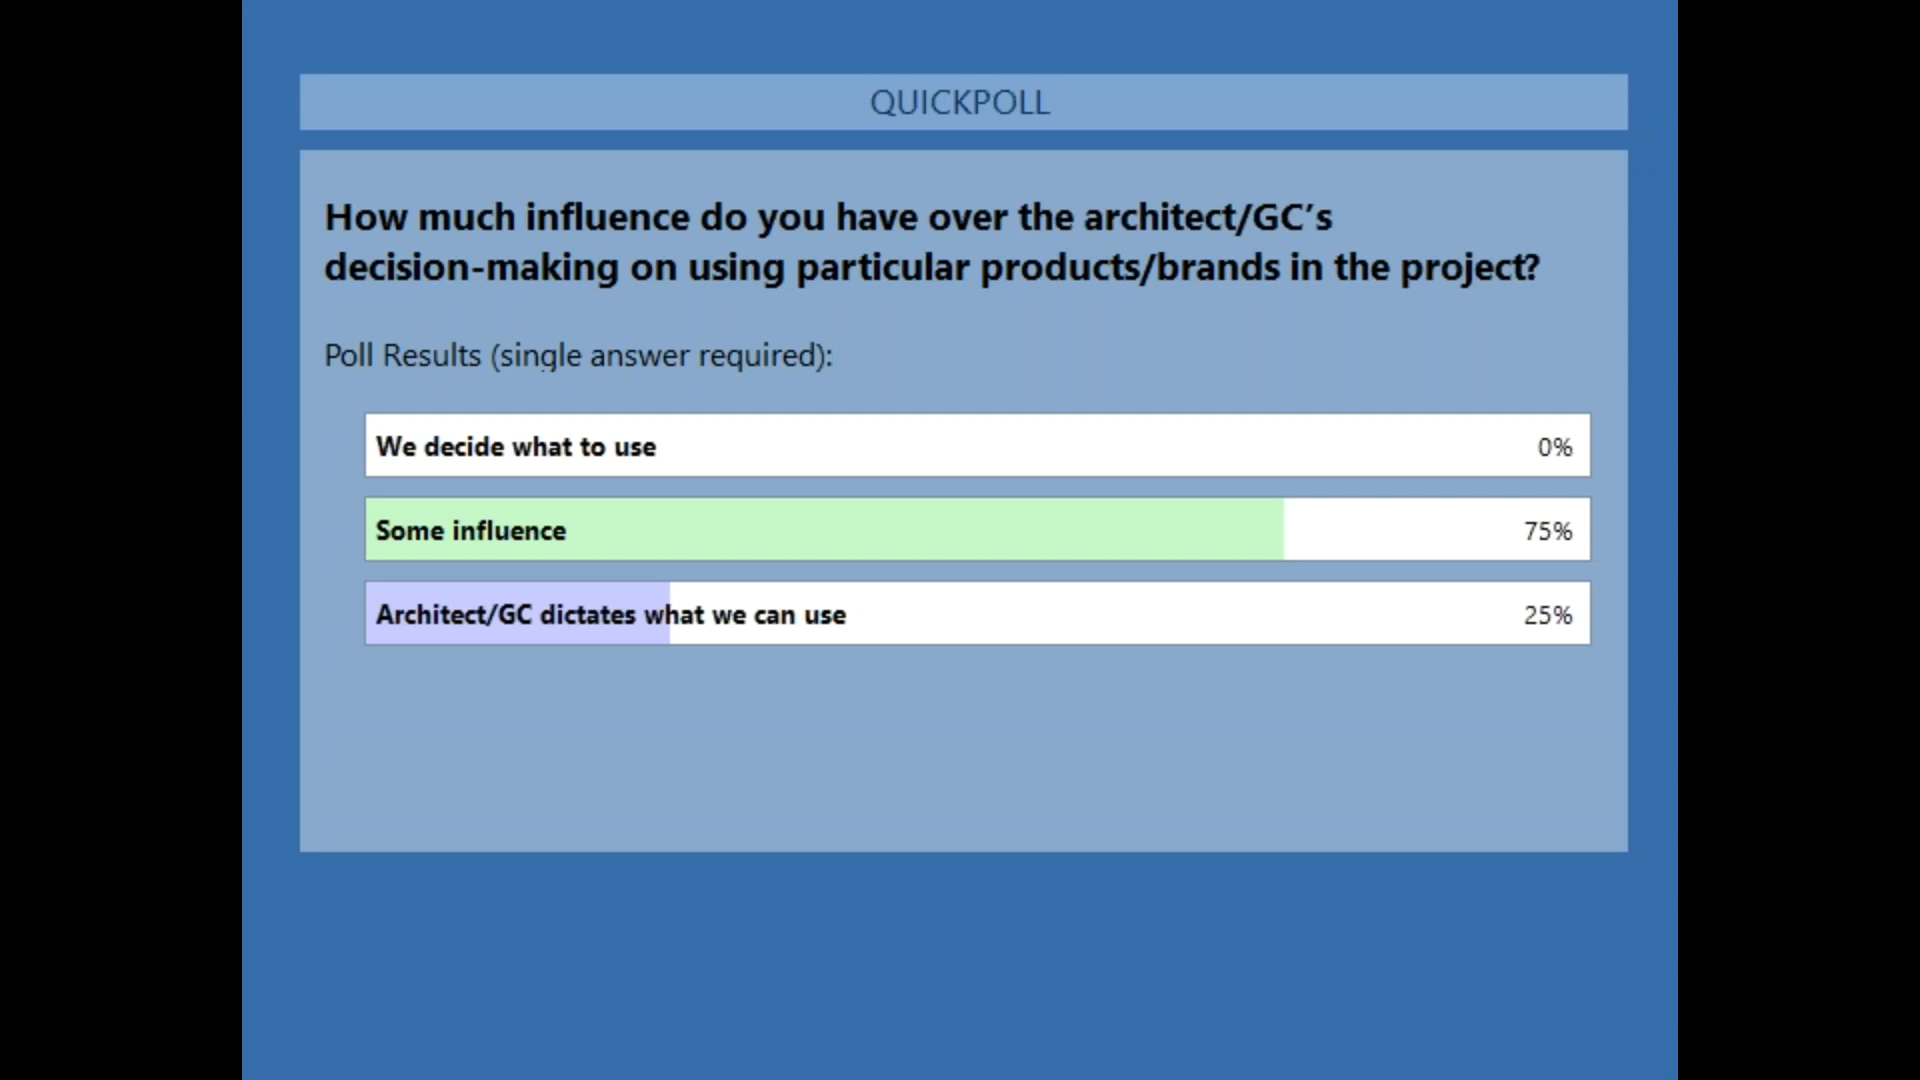 QUICKPOLL
How much influence do you have over the architect/GC’s
decision-making on using particular products/brands in the project?
Poll Results (single answer required):
We decide what to use 0%
Some influence 75%
Architect/GC dictates what we can use 25%